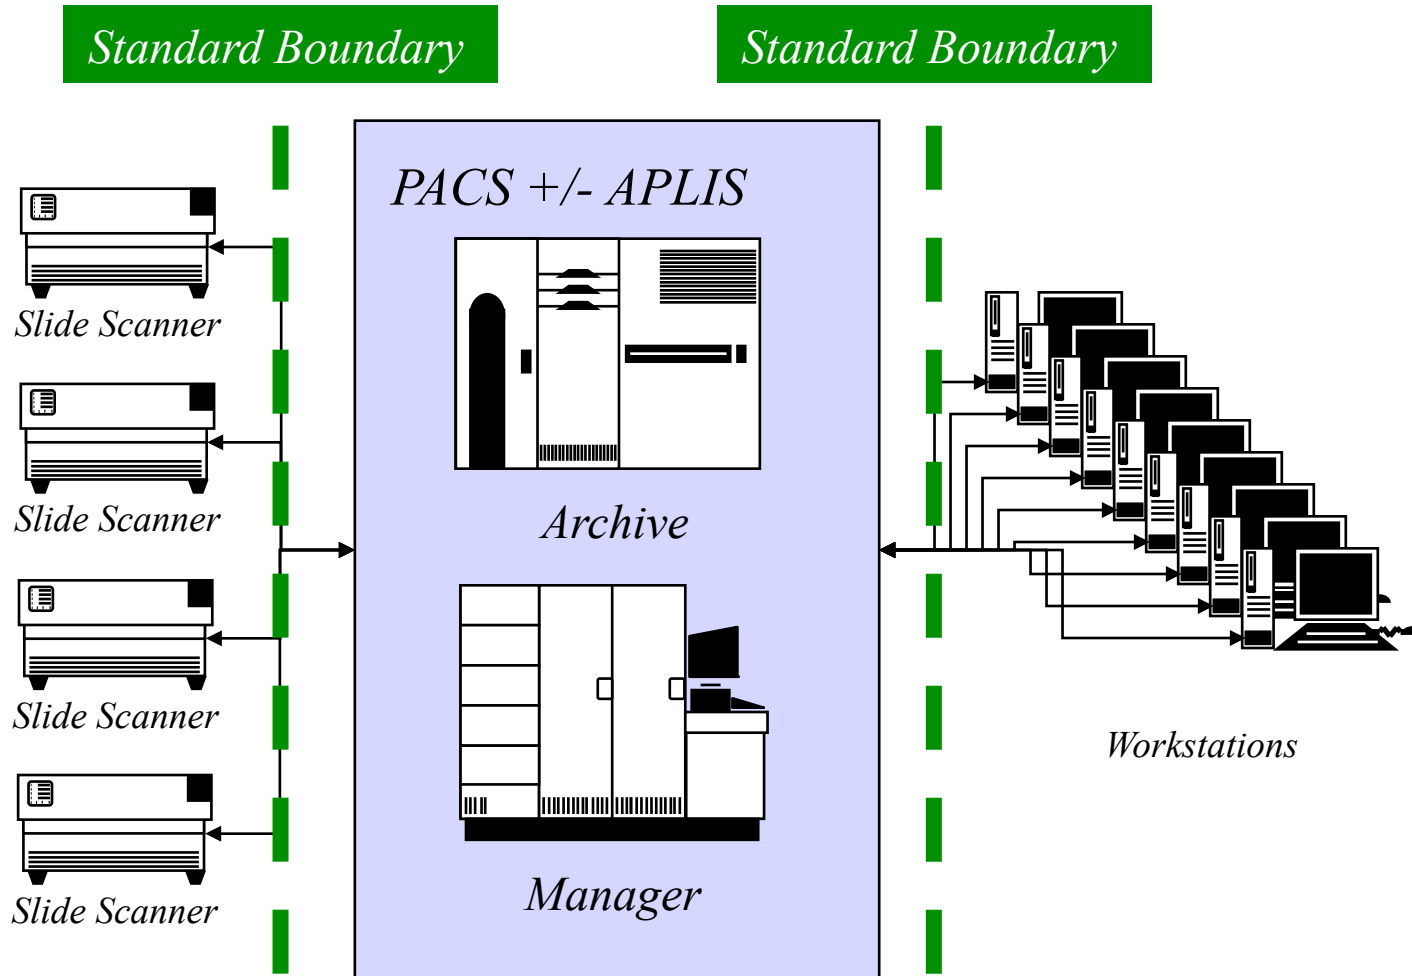 Standard Boundary
Standard Boundary
PACS +/- APLIS
Slide Scanner
Slide Scanner
Archive
Slide Scanner
Workstations
Manager
Slide Scanner